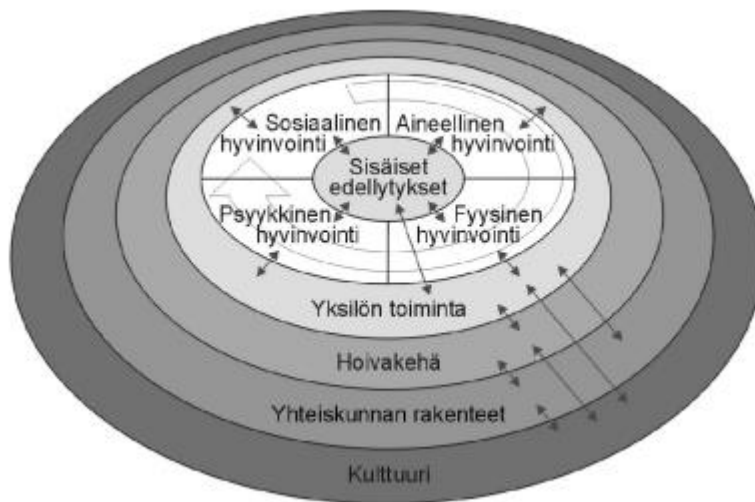 Sosiaalinen
hyvinvointi
Aineellinen
hyvinvointi
Sisäiset
edellytykset
Psyykkinen
hyvinvointi
Fyysinen
hyvinvointi
Yksilön toiminta
Hoivakehä
Yhteiskunnan rakenteet
Kulttuuri